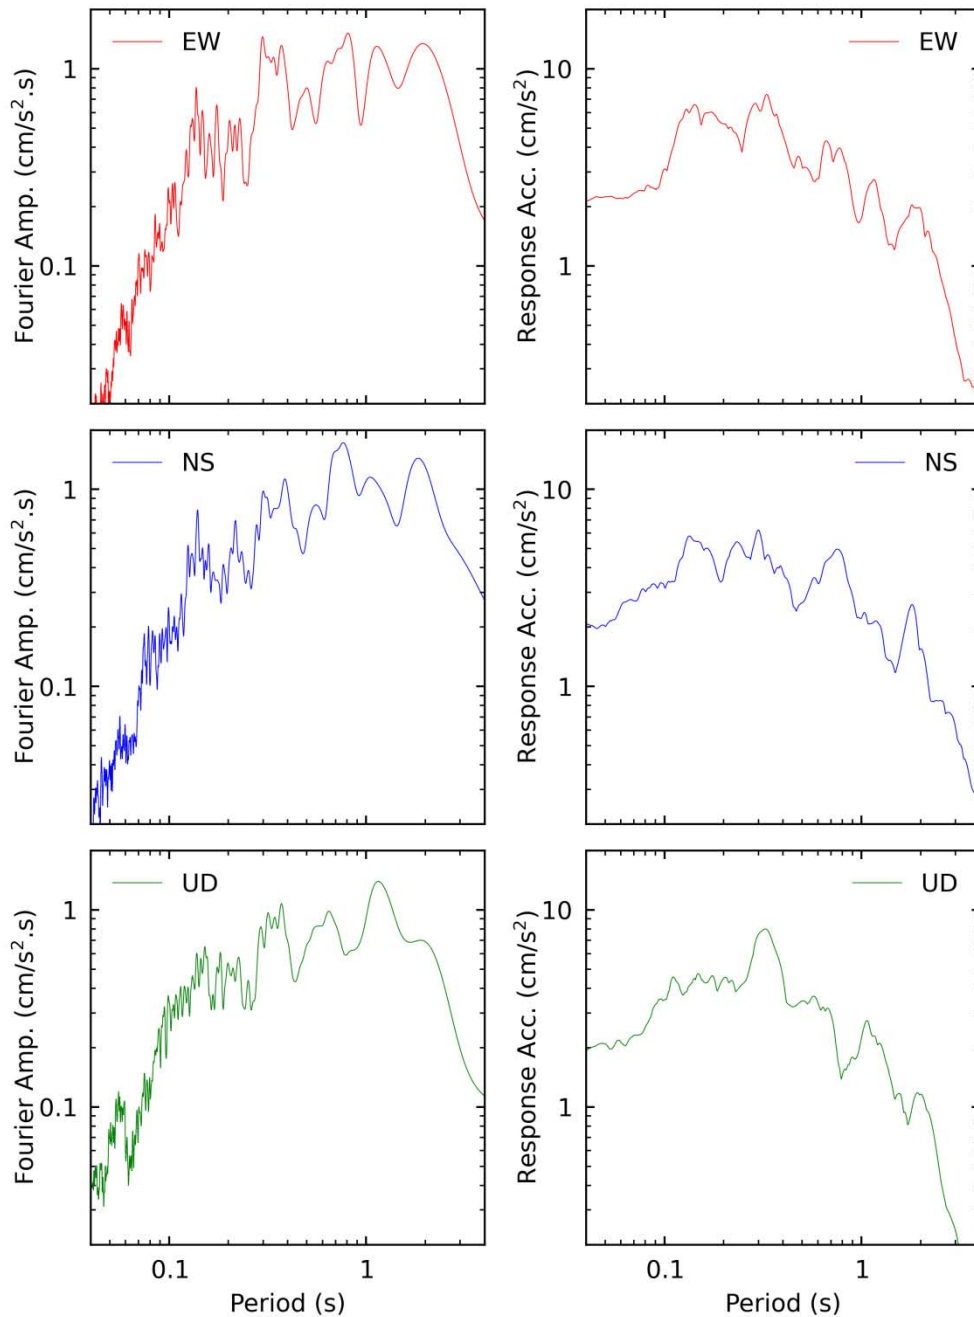 EW
Fourier Amp. (cm/s².s)
1
0.1
EW
Response Acc. (cm/s²)
10
1
NS
Fourier Amp. (cm/s².s)
1
0.1
NS
Response Acc. (cm/s²)
10
1
UD
Fourier Amp. (cm/s².s)
1
0.1
0.1 1
Period (s)
UD
Response Acc. (cm/s²)
10
1
0.1 1
Period (s)